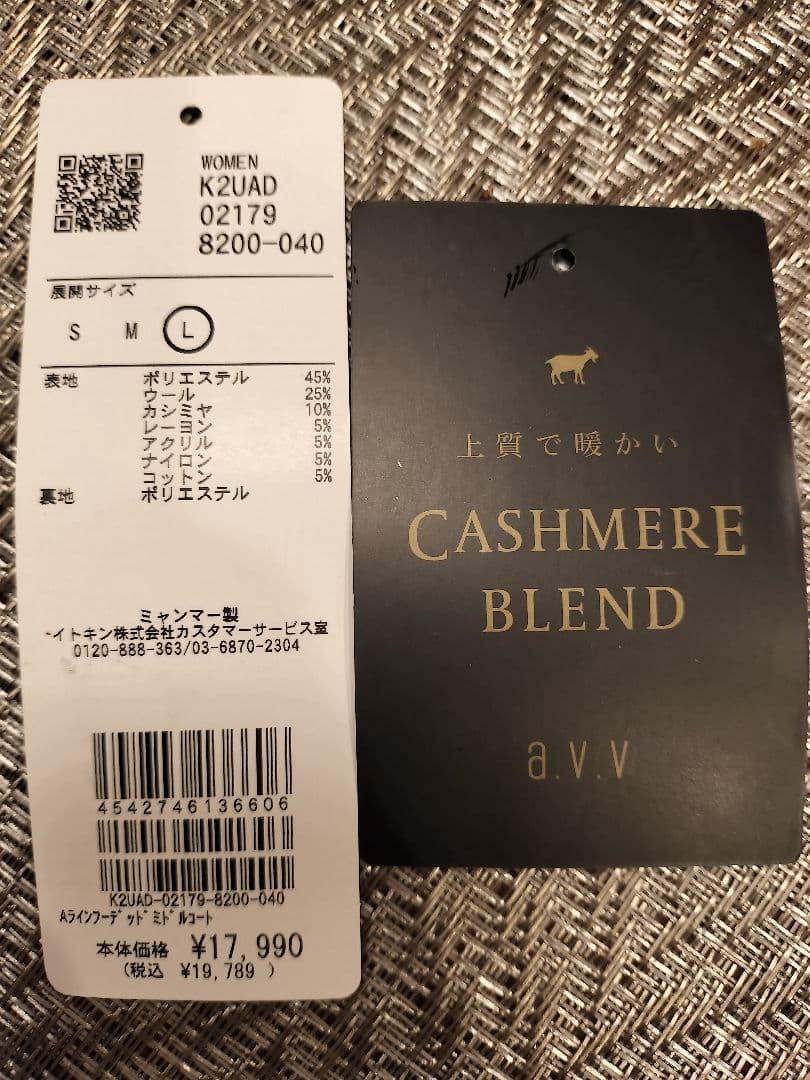 WOMEN
K2UAD
02179
8200-040
展開サイズ
S M L
表地 ポリエステル 45%
ウール 25%
カシミヤ 10%
レーヨン 5%
アクリル 5%
ナイロン 5%
コットン 5%
裏地 ポリエステル
ミャンマー製
イトキン株式会社カスタマーサービス室
0120-888-363/03-6870-2304
4542746136606
K2UAD-02179-8200-040
Aラインフーデッドミドルコート
本体価格 ¥17,990
(税込 ¥19,789 )
上質で暖かい
CASHMERE
BLEND
a.v.v